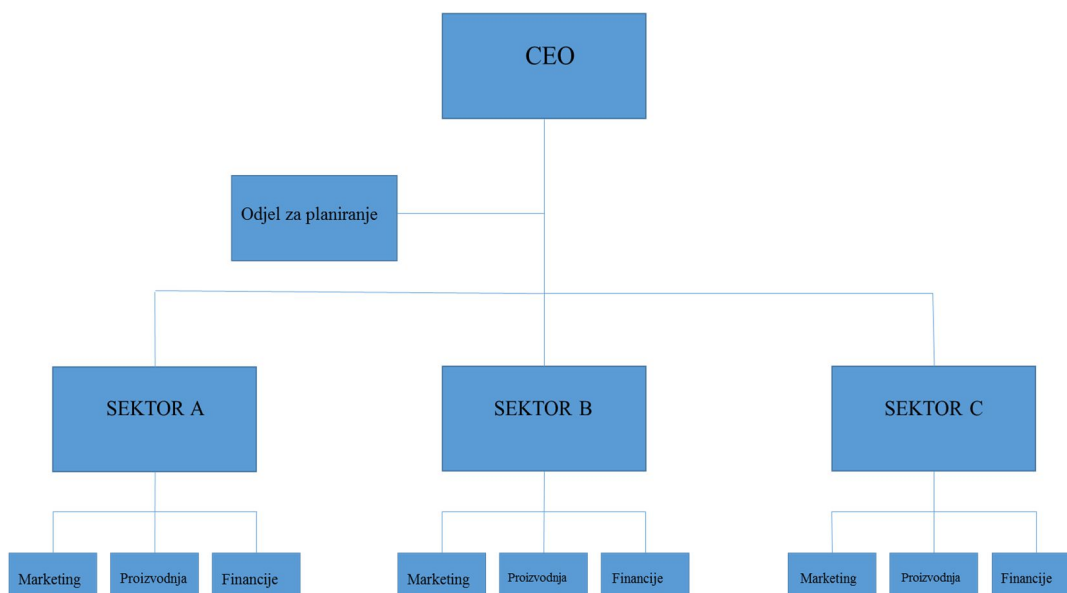 CEO
Odjel za planiranje
SEKTOR A
SEKTOR B
SEKTOR C
Marketing
Proizvodnja
Financije
Marketing
Proizvodnja
Financije
Marketing
Proizvodnja
Financije